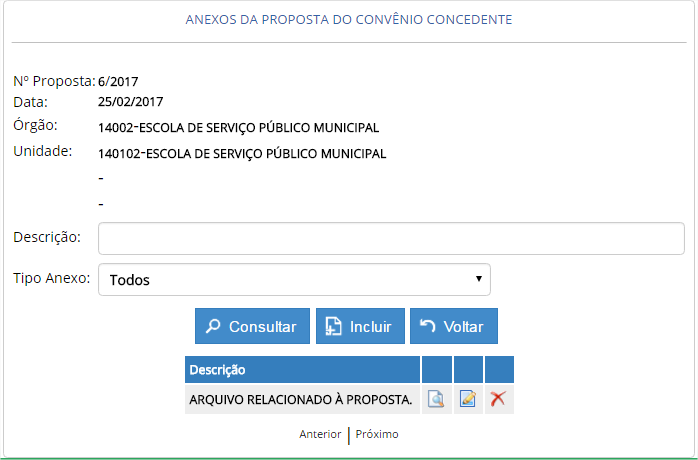 ANEXOS DA PROPOSTA DO CONVÊNIO CONCEDENTE
Nº Proposta: 6/2017
Data: 25/02/2017
Órgão: 14002-ESCOLA DE SERVIÇO PÚBLICO MUNICIPAL
Unidade: 140102-ESCOLA DE SERVIÇO PÚBLICO MUNICIPAL
-
-
Descrição:
Tipo Anexo: Todos
Consultar Incluir Voltar
Descrição
ARQUIVO RELACIONADO À PROPOSTA.
Anterior Próximo